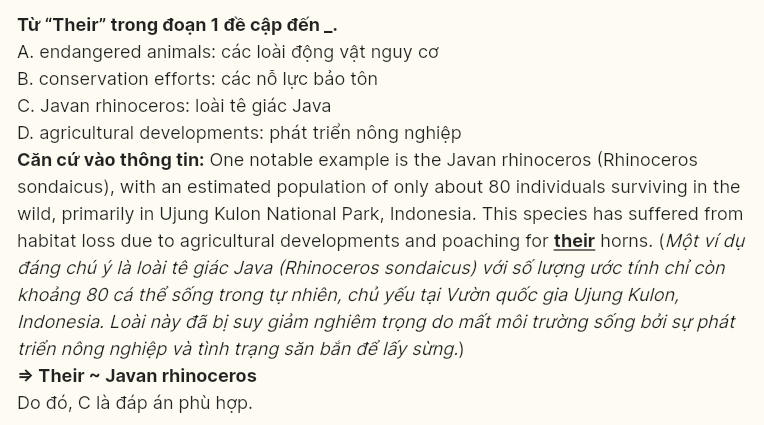 Từ “Their” trong đoạn 1 đề cập đến _.
A. endangered animals: các loài động vật nguy cơ
B. conservation efforts: các nỗ lực bảo tồn
C. Javan rhinoceros: loài tê giác Java
D. agricultural developments: phát triển nông nghiệp
Căn cứ vào thông tin: One notable example is the Javan rhinoceros (Rhinoceros
sondaicus), with an estimated population of only about 80 individuals surviving in the
wild, primarily in Ujung Kulon National Park, Indonesia. This species has suffered from
habitat loss due to agricultural developments and poaching for their horns. (Một ví dụ
đáng chú ý là loài tê giác Java (Rhinoceros sondaicus) với số lượng ước tính chỉ còn
khoảng 80 cá thể sống trong tự nhiên, chủ yếu tại Vườn quốc gia Ujung Kulon,
Indonesia. Loài này đã bị suy giảm nghiêm trọng do mất môi trường sống bởi sự phát
triển nông nghiệp và tình trạng săn bắn để lấy sừng.)
⇒ Their ~ Javan rhinoceros
Do đó, C là đáp án phù hợp.